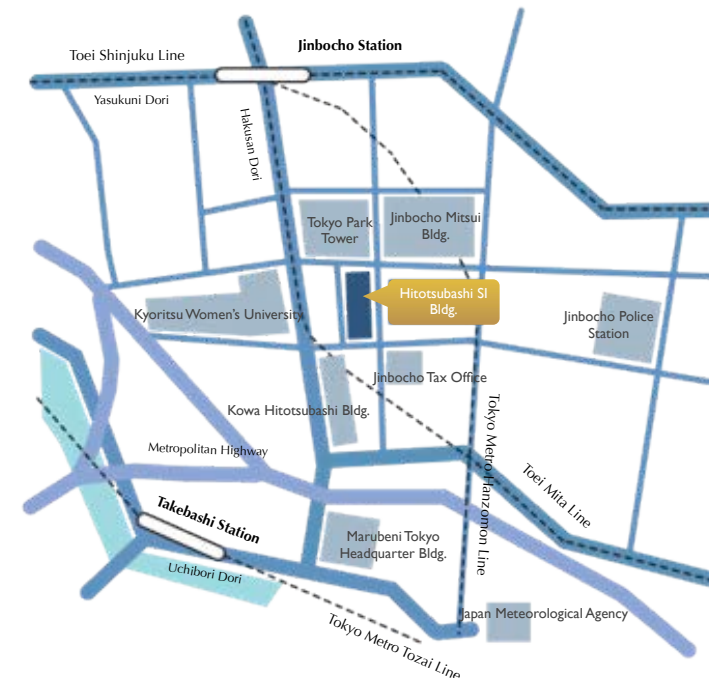 Jinbocho Station
Toei Shinjuku Line
Yasukuni Dori
Hakusan Dori
Tokyo Park
Tower
Jinbocho Mitsui
Bldg.
Hitotsubashi SI
Bldg.
Kyoritsu Women's University
Jinbocho Police
Station
Jinbocho Tax Office
Kowa Hitotsubashi Bldg.
Tokyo Metro Hanzomon Line
Metropolitan Highway
Toei Mita Line
Takebashi Station
Marubeni Tokyo
Headquarter Bldg.
Uchibori Dori
Japan Meteorological Agency
Tokyo Metro Tozai Line